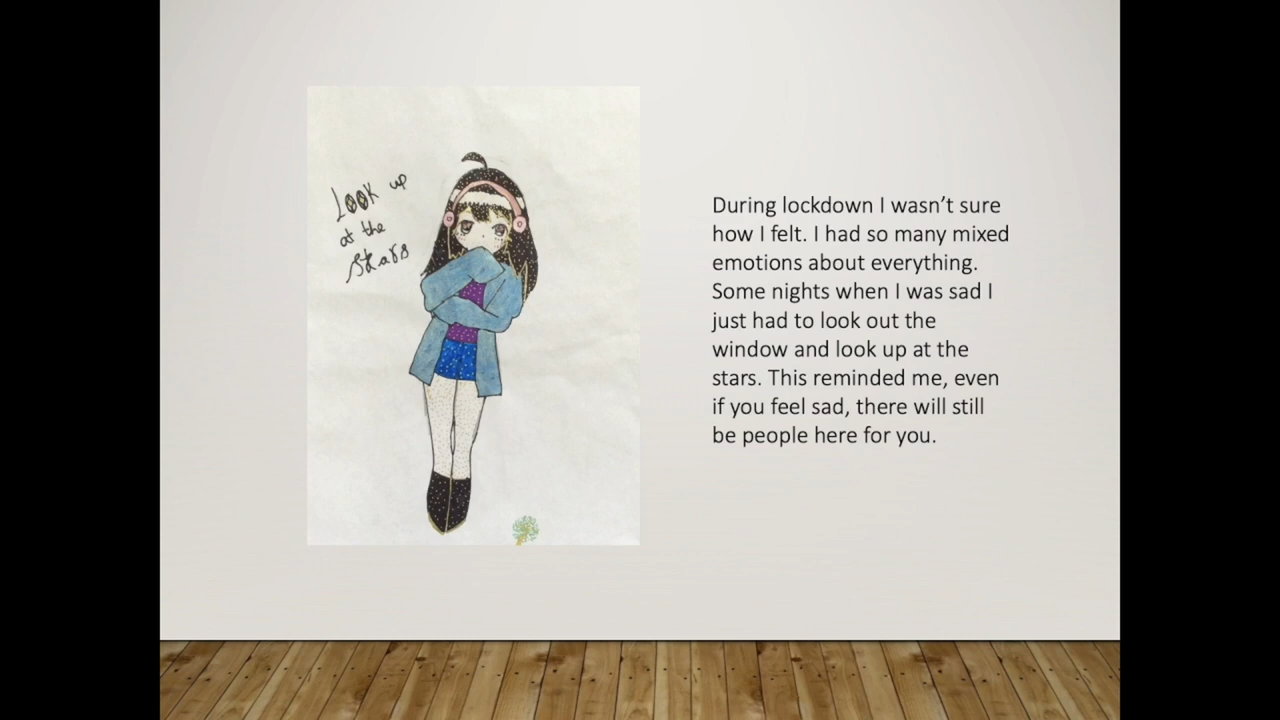 Look up
at the
stars
During lockdown I wasn’t sure
how I felt. I had so many mixed
emotions about everything.
Some nights when I was sad I
just had to look out the
window and look up at the
stars. This reminded me, even
if you feel sad, there will still
be people here for you.